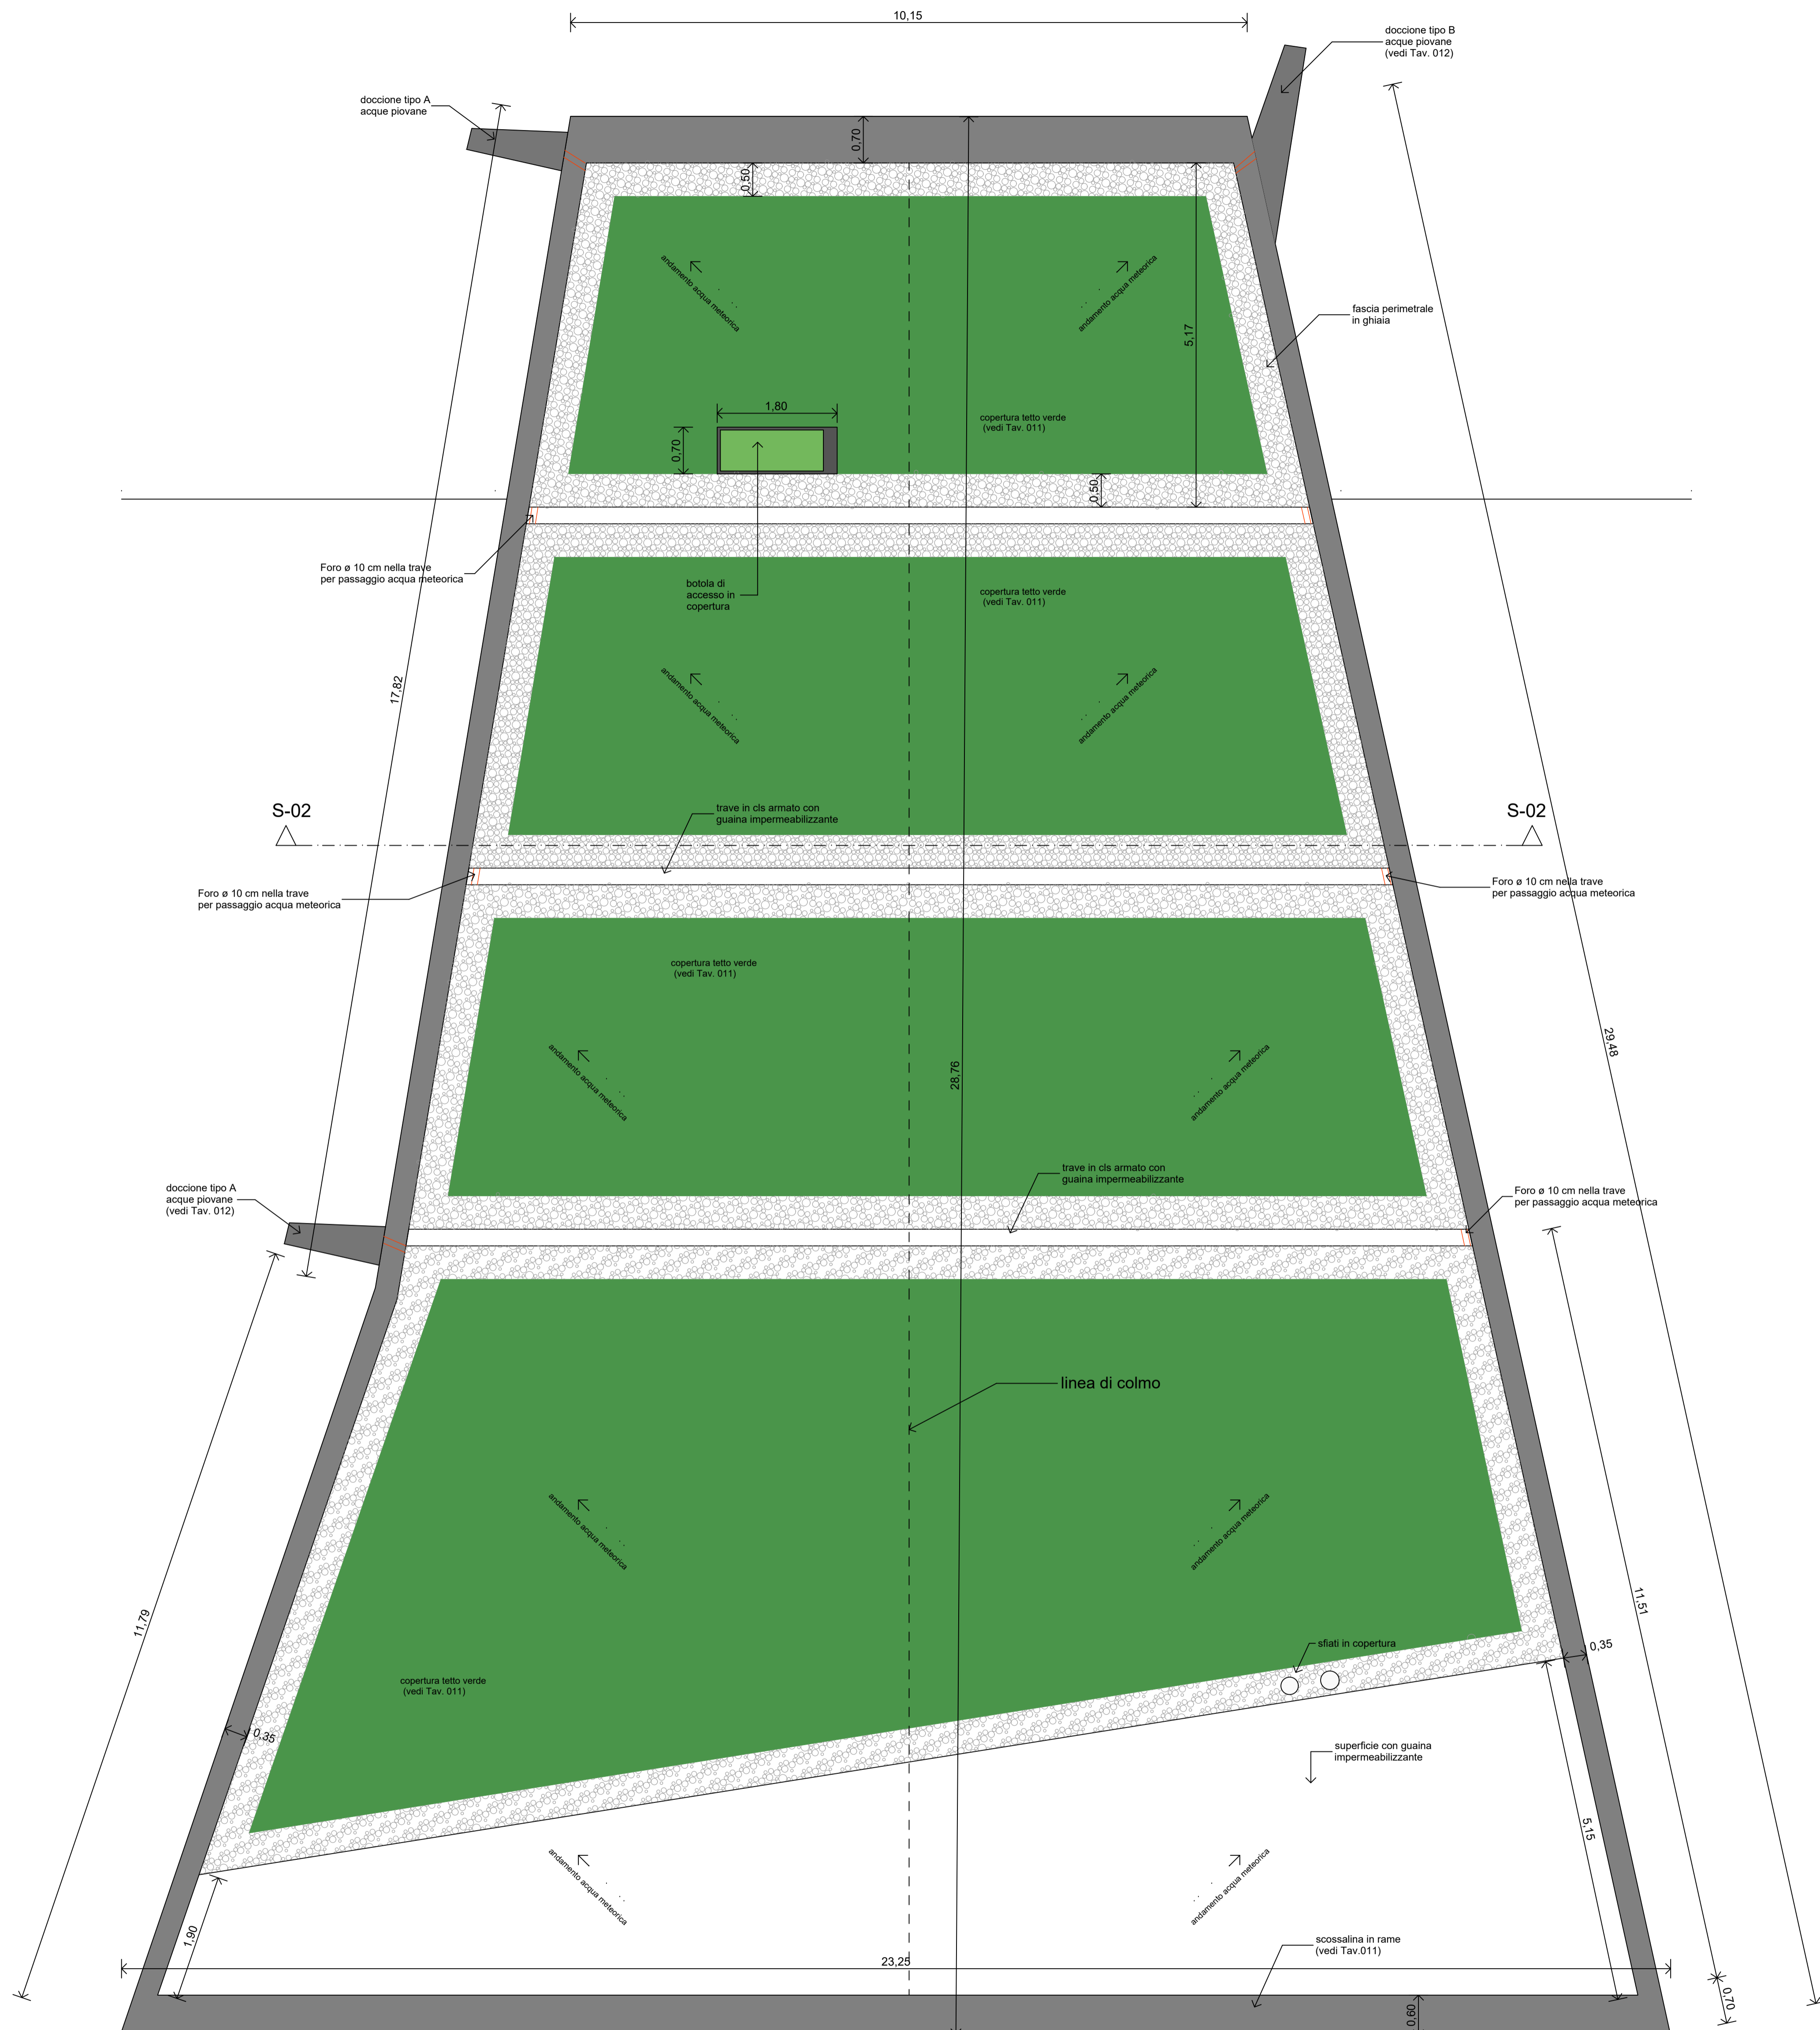 10,15
doccione tipo B
acque piovane
(vedi Tav. 012)
doccione tipo A
acque piovane
0,70
0,50
andamento acqua meteorica
andamento acqua meteorica
fascia perimetrale
in ghiaia
5,17
1,80
0,70
copertura tetto verde
(vedi Tav. 011)
0,50
Foro ø 10 cm nella trave
per passaggio acqua meteorica
botola di
accesso in
copertura
copertura tetto verde
(vedi Tav. 011)
17,82
andamento acqua meteorica
andamento acqua meteorica
S-02
S-02
trave in cls armato con
guaina impermeabilizzante
Foro ø 10 cm nella trave
per passaggio acqua meteorica
Foro ø 10 cm nella trave
per passaggio acqua meteorica
copertura tetto verde
(vedi Tav. 011)
29,48
28,76
andamento acqua meteorica
andamento acqua meteorica
trave in cls armato con
guaina impermeabilizzante
doccione tipo A
acque piovane
(vedi Tav. 012)
Foro ø 10 cm nella trave
per passaggio acqua meteorica
linea di colmo
andamento acqua meteorica
andamento acqua meteorica
11,79
11,51
sfiati in copertura
0,35
copertura tetto verde
(vedi Tav. 011)
0,35
superficie con guaina
impermeabilizzante
5,15
andamento acqua meteorica
andamento acqua meteorica
1,90
scossalina in rame
(vedi Tav.011)
23,25
0,60
0,70